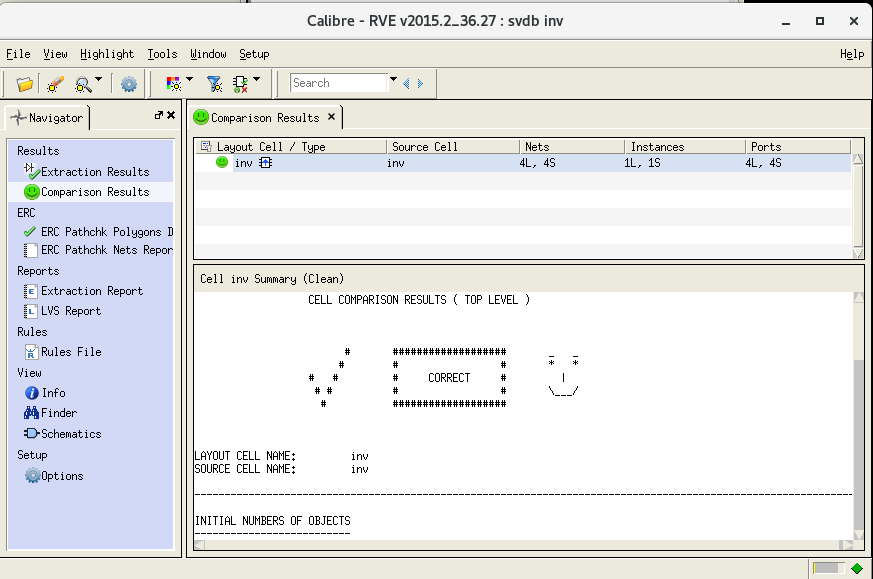 Calibre - RVE v2015.2_36.27 : svdb inv
File View Highlight Tools Window Setup Help
Search
Navigator
Results
Extraction Results
Comparison Results
ERC
ERC Pathchk Polygons D
ERC Pathchk Nets Repor
Reports
Extraction Report
LVS Report
Rules
Rules File
View
Info
Finder
Schematics
Setup
Options
Comparison Results
Layout Cell / Type Source Cell Nets Instances Ports
inv inv 4L, 4S 1L, 1S 4L, 4S
Cell inv Summary (Clean)
CELL COMPARISON RESULTS ( TOP LEVEL )
# ################### _ _
# # # * *
# # # CORRECT # |
# # # # \___/
# ###################
LAYOUT CELL NAME: inv
SOURCE CELL NAME: inv
--------------------------------------------------------------------------------------------------------------
INITIAL NUMBERS OF OBJECTS
--------------------------